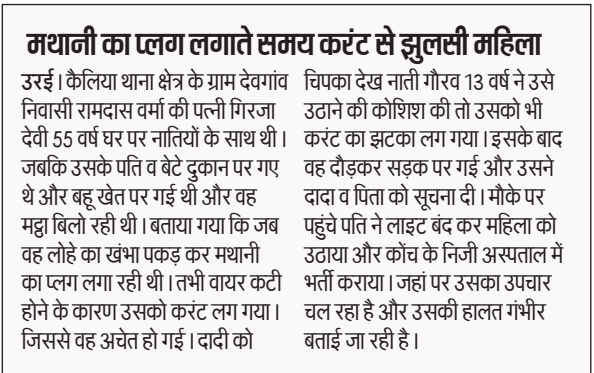 मथानी का प्लग लगाते समय करंट से झुलसी महिला
उरई। कैलिया थाना क्षेत्र के ग्राम देवगांव
निवासी रामदास वर्मा की पत्नी गिरजा
देवी 55 वर्ष घर पर नातियों के साथ थी।
जबकि उसके पति व बेटे दुकान पर गए
थे और बहू खेत पर गई थी और वह
मट्ठा बिलो रही थी। बताया गया कि जब
वह लोहे का खंभा पकड़ कर मथानी
का प्लग लगा रही थी। तभी वायर कटी
होने के कारण उसको करंट लग गया।
जिससे वह अचेत हो गई। दादी को
चिपका देख नाती गौरव 13 वर्ष ने उसे
उठाने की कोशिश की तो उसको भी
करंट का झटका लग गया। इसके बाद
वह दौड़कर सड़क पर गई और उसने
दादा व पिता को सूचना दी। मौके पर
पहुंचे पति ने लाइट बंद कर महिला को
उठाया और कोंच के निजी अस्पताल में
भर्ती कराया। जहां पर उसका उपचार
चल रहा है और उसकी हालत गंभीर
बताई जा रही है।